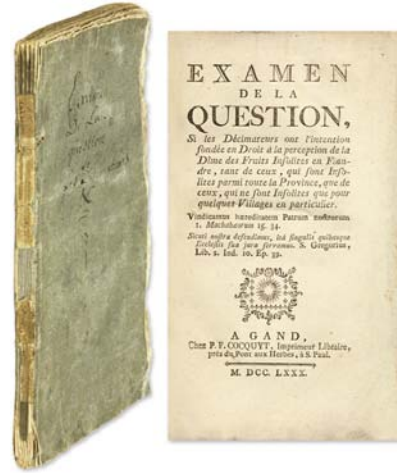 question
EXAMEN
DE LA
QUESTION,
Si les Décimateurs ont l'intention
fondée en Droit à la perception de la
Dîme des Fruits Insolites en Flan-
dre, tant de ceux, qui sont Inso-
lites parmi toute la Province, que de
ceux, qui ne sont Insolites que pour
quelques Villages en particulier.
Vindicamus hæreditatem Patrum nostrorum
1. Machabæorum 15. 34.
Sicut nostra defendimus, ità singulis quibusque
Ecclesiis sua jura servamus. S. Gregorius,
Lib. 2. Ind. 10. Ep. 39.
A GAND,
Chez P. F. COCQUYT, Imprimeur Libraire,
près du Pont aux Herbes, à S. Paul.
M. DCC. LXXX.